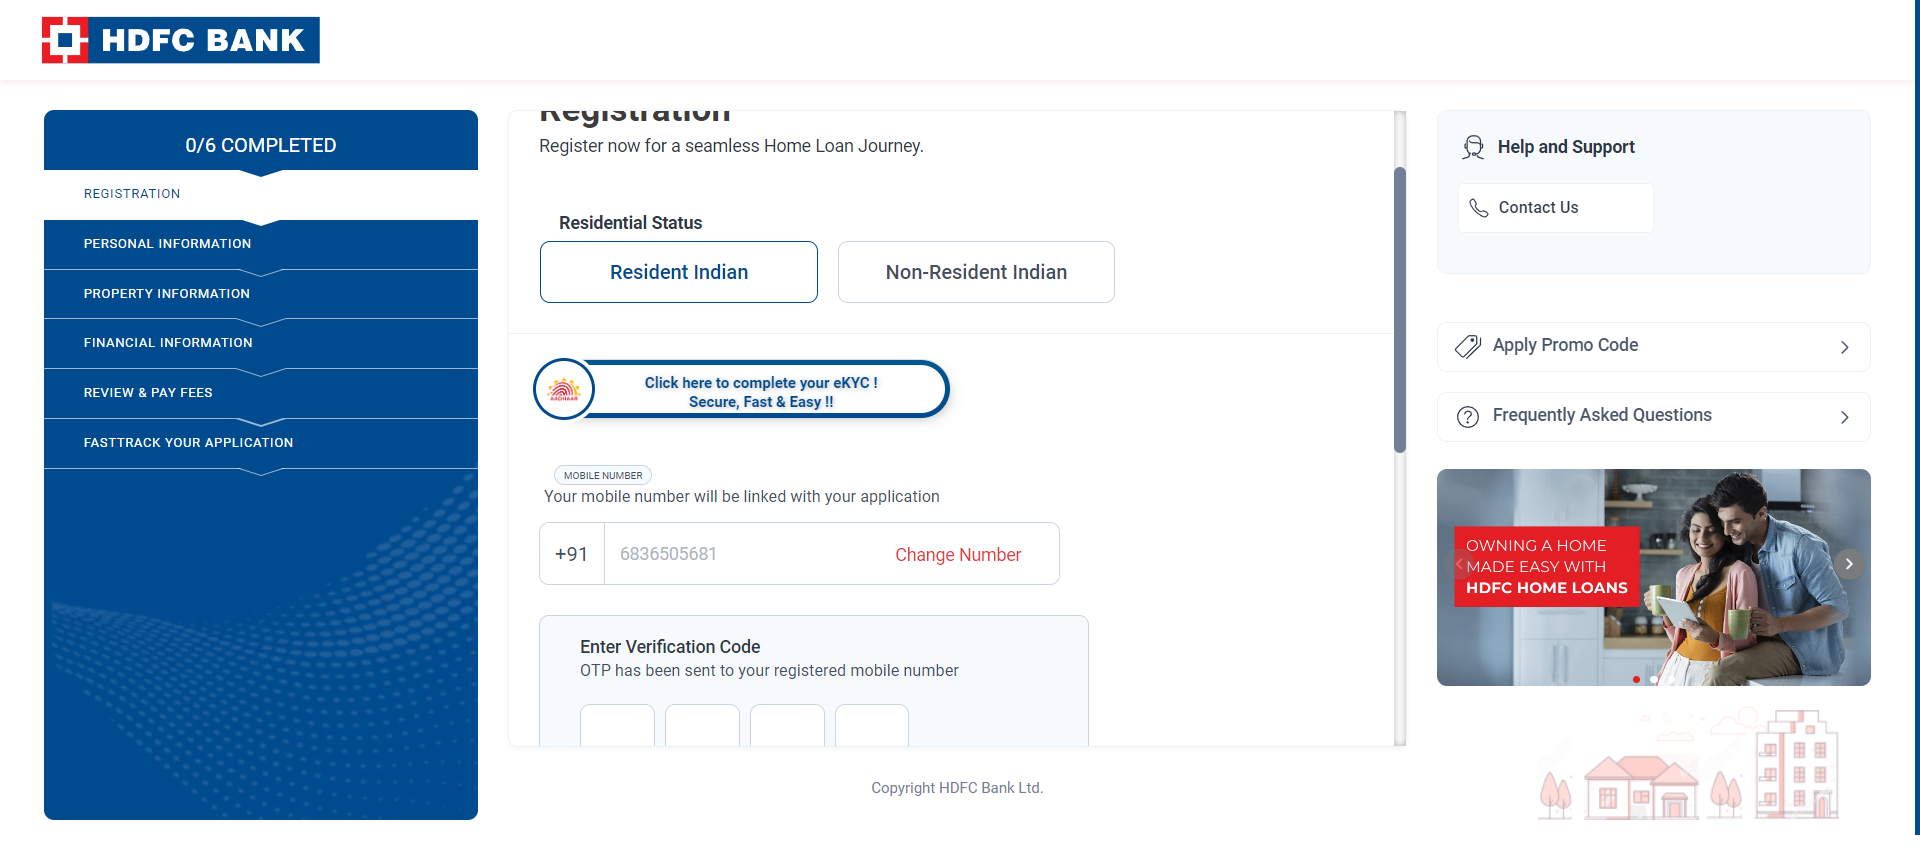 HDFC BANK
0/6 COMPLETED
REGISTRATION
PERSONAL INFORMATION
PROPERTY INFORMATION
FINANCIAL INFORMATION
REVIEW & PAY FEES
FASTTRACK YOUR APPLICATION
Registration
Register now for a seamless Home Loan Journey.
Residential Status
Resident Indian
Non-Resident Indian
AADHAAR
Click here to complete your eKYC !
Secure, Fast & Easy !!
MOBILE NUMBER
Your mobile number will be linked with your application
+91
6836505681
Change Number
Enter Verification Code
OTP has been sent to your registered mobile number
Copyright HDFC Bank Ltd.
Help and Support
Contact Us
Apply Promo Code
Frequently Asked Questions
OWNING A HOME
MADE EASY WITH
HDFC HOME LOANS